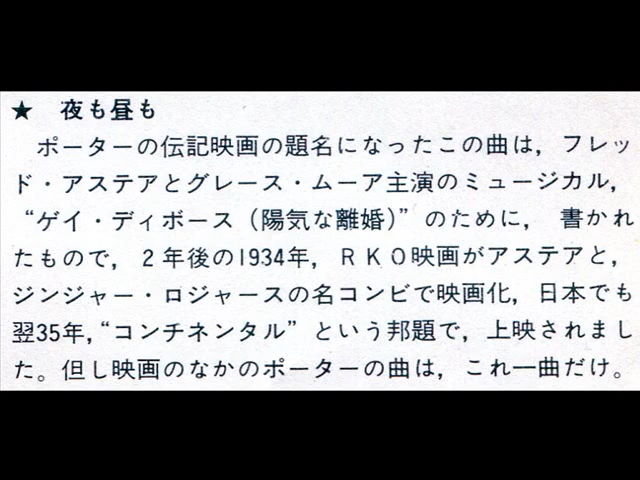 ★ 夜も昼も
ポーターの伝記映画の題名になったこの曲は，フレッ
ド・アステアとグレース・ムーア主演のミュージカル，
“ゲイ・ディボース（陽気な離婚）”のために，書かれ
たもので，２年後の1934年，ＲＫＯ映画がアステアと，
ジンジャー・ロジャースの名コンビで映画化，日本でも
翌35年，“コンチネンタル”という邦題で，上映されまし
た。但し映画のなかのポーターの曲は，これ一曲だけ。